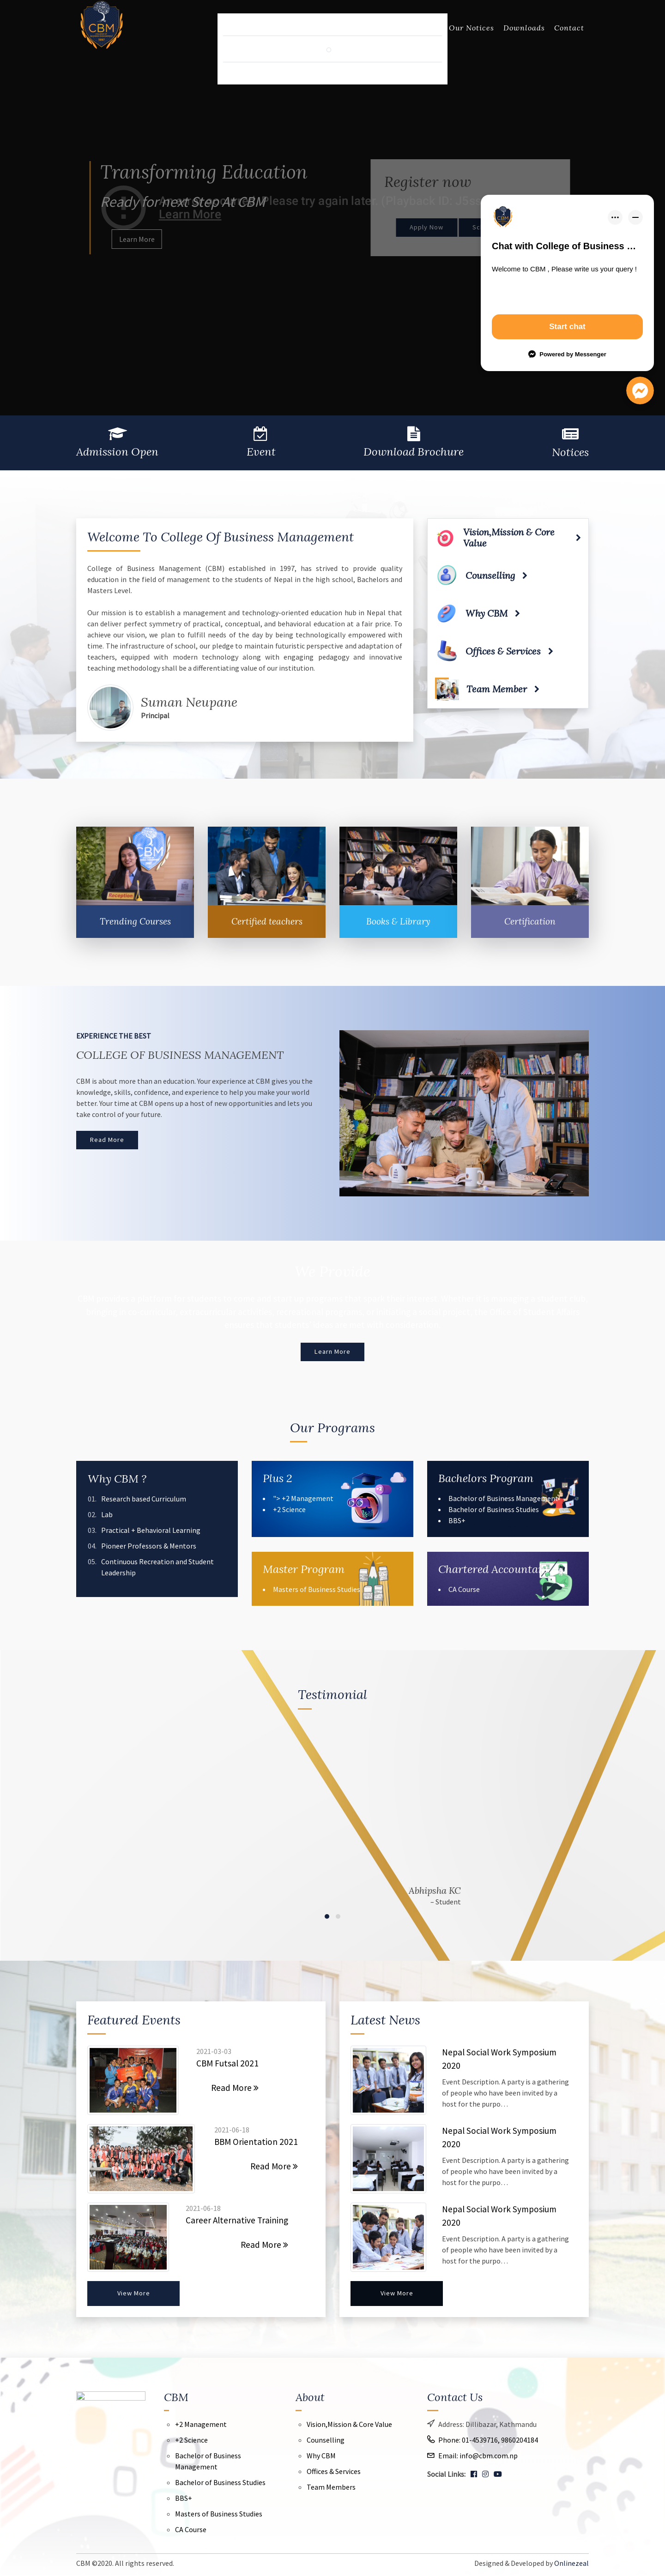 CBM
Our Notices Downloads Contact
Transforming Education
Ready for next Step At CBM
Learn More
Learn More
Register now
Apply Now
Chat with College of Business …
Welcome to CBM , Please write us your query !
Start chat
Powered by Messenger
Admission Open
Event
Download Brochure
Notices
Welcome To College Of Business Management
College of Business Management (CBM) established in 1997, has strived to provide quality
education in the field of management to the students of Nepal in the high school, Bachelors and
Masters Level.
Our mission is to establish a management and technology-oriented education hub in Nepal that
can deliver perfect symmetry of practical, conceptual, and behavioral education at a fair price. To
achieve our vision, we plan to fulfill needs of the day by being technologically empowered with
time. The infrastructure of school, our pledge to maintain futuristic perspective and adaptation of
teachers, equipped with modern technology along with engaging pedagogy and innovative
teaching methodology shall be a differentiating value of our institution.
Suman Neupane
Principal
Vision,Mission & Core
Value
Counselling
Why CBM
Offices & Services
Team Member
Trending Courses
Certified teachers
Books & Library
Certification
EXPERIENCE THE BEST
COLLEGE OF BUSINESS MANAGEMENT
CBM is about more than an education. Your experience at CBM gives you the
knowledge, skills, confidence, and experience to help you make your world
better. Your time at CBM opens up a host of new opportunities and lets you
take control of your future.
Read More
We Provide
Learn More
Our Programs
Why CBM ?
01. Research based Curriculum
02. Lab
03. Practical + Behavioral Learning
04. Pioneer Professors & Mentors
05. Continuous Recreation and Student
Leadership
Plus 2
"> +2 Management
+2 Science
Bachelors Program
Bachelor of Business Management
Bachelor of Business Studies
BBS+
Master Program
Masters of Business Studies
Chartered Accounta
CA Course
Testimonial
Abhipsha KC
– Student
Featured Events
2021-03-03
CBM Futsal 2021
Read More »
2021-06-18
BBM Orientation 2021
Read More »
2021-06-18
Career Alternative Training
Read More »
View More
Latest News
Nepal Social Work Symposium
2020
Event Description. A party is a gathering
of people who have been invited by a
host for the purpo…
Nepal Social Work Symposium
2020
Event Description. A party is a gathering
of people who have been invited by a
host for the purpo…
Nepal Social Work Symposium
2020
Event Description. A party is a gathering
of people who have been invited by a
host for the purpo…
View More
CBM
+2 Management
+2 Science
Bachelor of Business
Management
Bachelor of Business Studies
BBS+
Masters of Business Studies
CA Course
About
Vision,Mission & Core Value
Counselling
Why CBM
Offices & Services
Team Members
Contact Us
Address: Dillibazar, Kathmandu
Phone: 01-4539716, 9860204184
Email: info@cbm.com.np
Social Links:
CBM ©2020. All rights reserved.
Designed & Developed by Onlinezeal